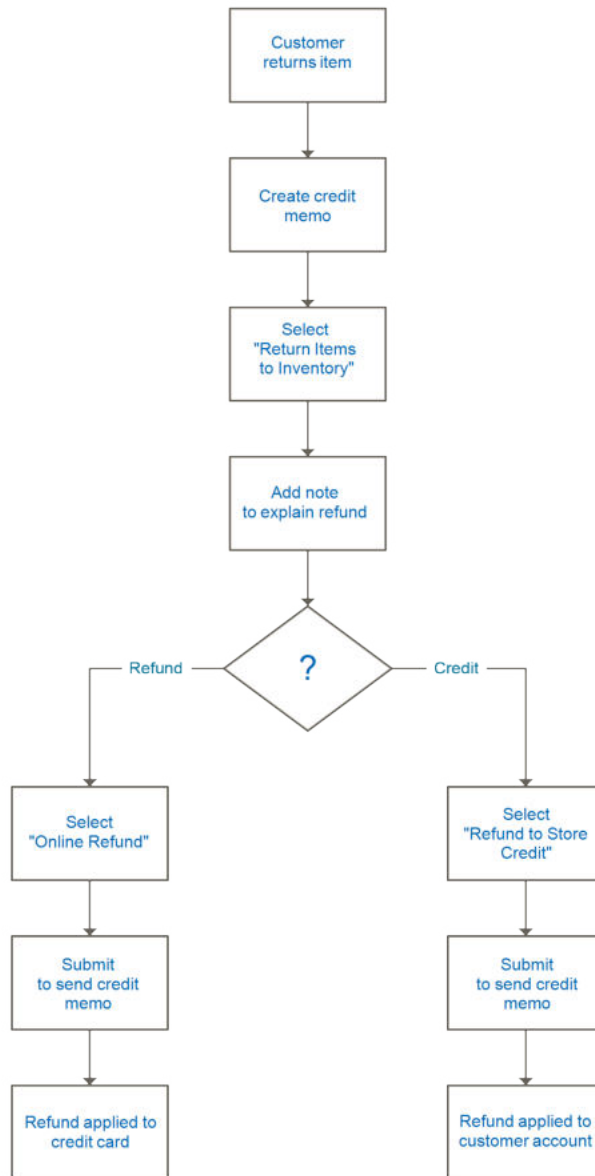 Customer
returns item
Create credit
memo
Select
"Return Items
to Inventory"
Add note
to explain refund
?
Refund
Credit
Select
"Online Refund"
Select
"Refund to Store
Credit"
Submit
to send credit
memo
Submit
to send credit
memo
Refund applied to
credit card
Refund applied to
customer account